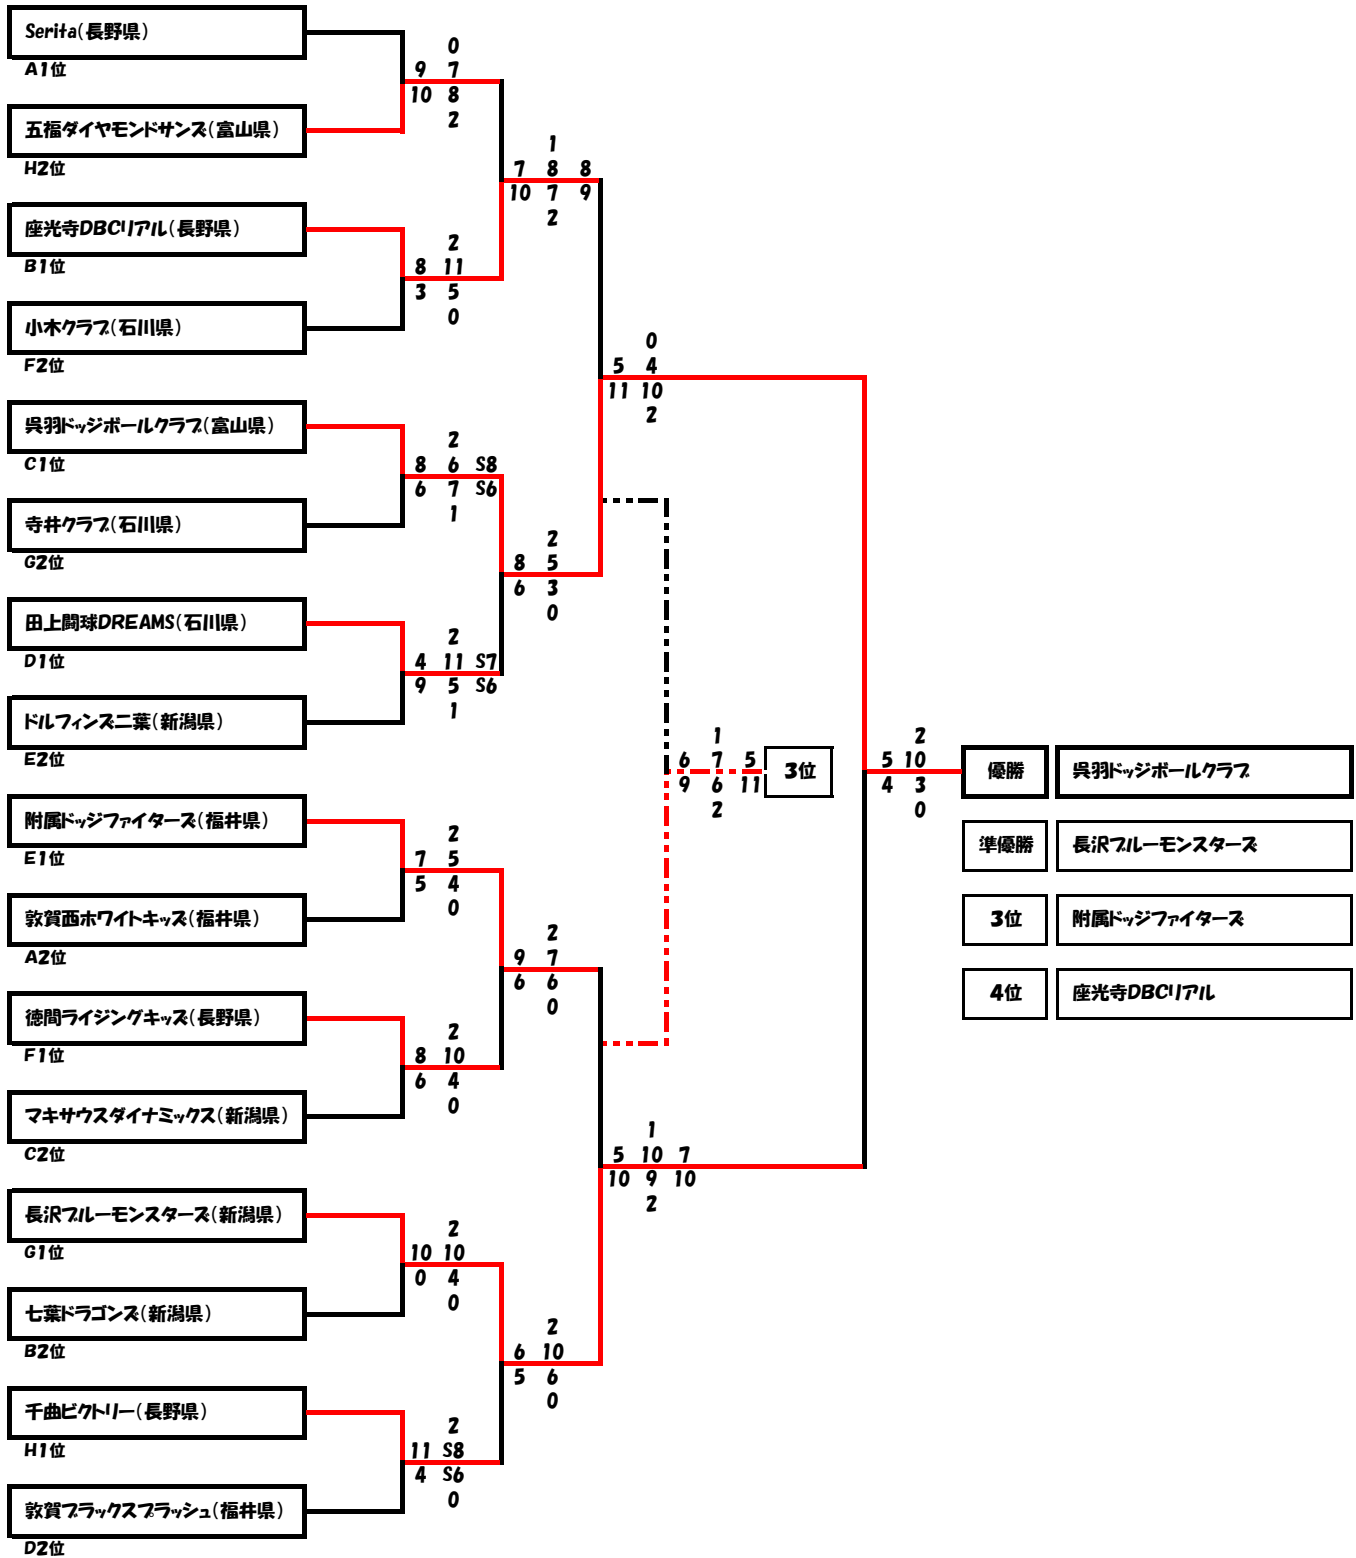 Serita(長野県)
0
9 7
A1位
10 8
2
五福ダイヤモンドサンズ(富山県)
1
H2位
7 8 8
10 7 9
2
座光寺DBCリアル(長野県)
2
8 11
B1位
3 5
0
小木クラブ(石川県)
0
F2位
5 4
11 10
2
呉羽ドッジボールクラブ(富山県)
2
8 6 S8
C1位
6 7 S6
1
寺井クラブ(石川県)
2
G2位
8 5
6 3
0
田上闘球DREAMS(石川県)
2
4 11 S7
D1位
9 5 S6
1
ドルフィンズ二葉(新潟県)
1
2
E2位
6 7 5
5 10
3位
優勝
呉羽ドッジボールクラブ
9 6 11
4 3
2
0
附属ドッジファイターズ(福井県)
2
準優勝
長沢ブルーモンスターズ
7 5
E1位
5 4
0
敦賀西ホワイトキッズ(福井県)
3位
附属ドッジファイターズ
2
A2位
9 7
6 6
0
4位
座光寺DBCリアル
徳間ライジングキッズ(長野県)
2
8 10
F1位
6 4
0
マキサウスダイナミックス(新潟県)
1
C2位
5 10 7
10 9 10
2
長沢ブルーモンスターズ(新潟県)
2
10 10
G1位
0 4
0
七葉ドラゴンズ(新潟県)
2
B2位
6 10
5 6
0
千曲ビクトリー(長野県)
2
11 S8
H1位
4 S6
0
敦賀ブラックスプラッシュ(福井県)
D2位